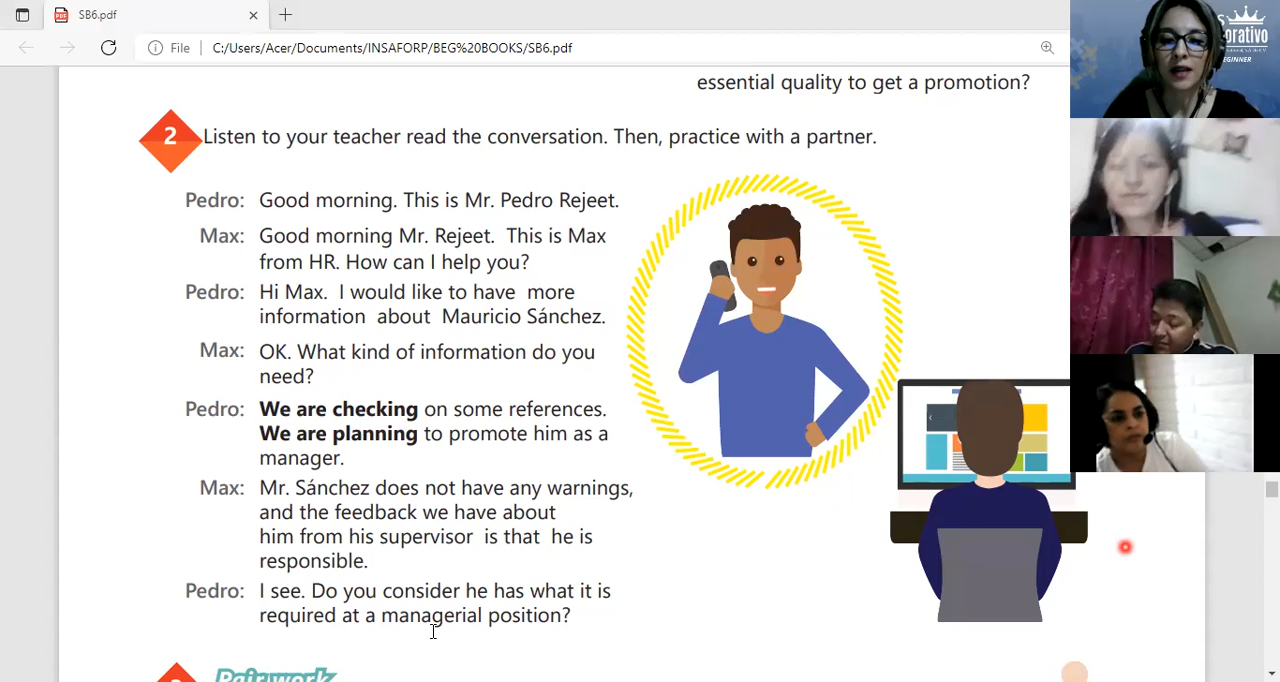 SB6.pdf
File
C:/Users/Acer/Documents/INSAFORP/BEG%20BOOKS/SB6.pdf
orativo
EGINNER
essential quality to get a promotion?
2
Listen to your teacher read the conversation. Then, practice with a partner.
Pedro: Good morning. This is Mr. Pedro Rejeet.
Max: Good morning Mr. Rejeet. This is Max
from HR. How can I help you?
Pedro: Hi Max. I would like to have more
information about Mauricio Sánchez.
Max: OK. What kind of information do you
need?
Pedro: We are checking on some references.
We are planning to promote him as a
manager.
Max: Mr. Sánchez does not have any warnings,
and the feedback we have about
him from his supervisor is that he is
responsible.
Pedro: I see. Do you consider he has what it is
required at a managerial position?
Pair work